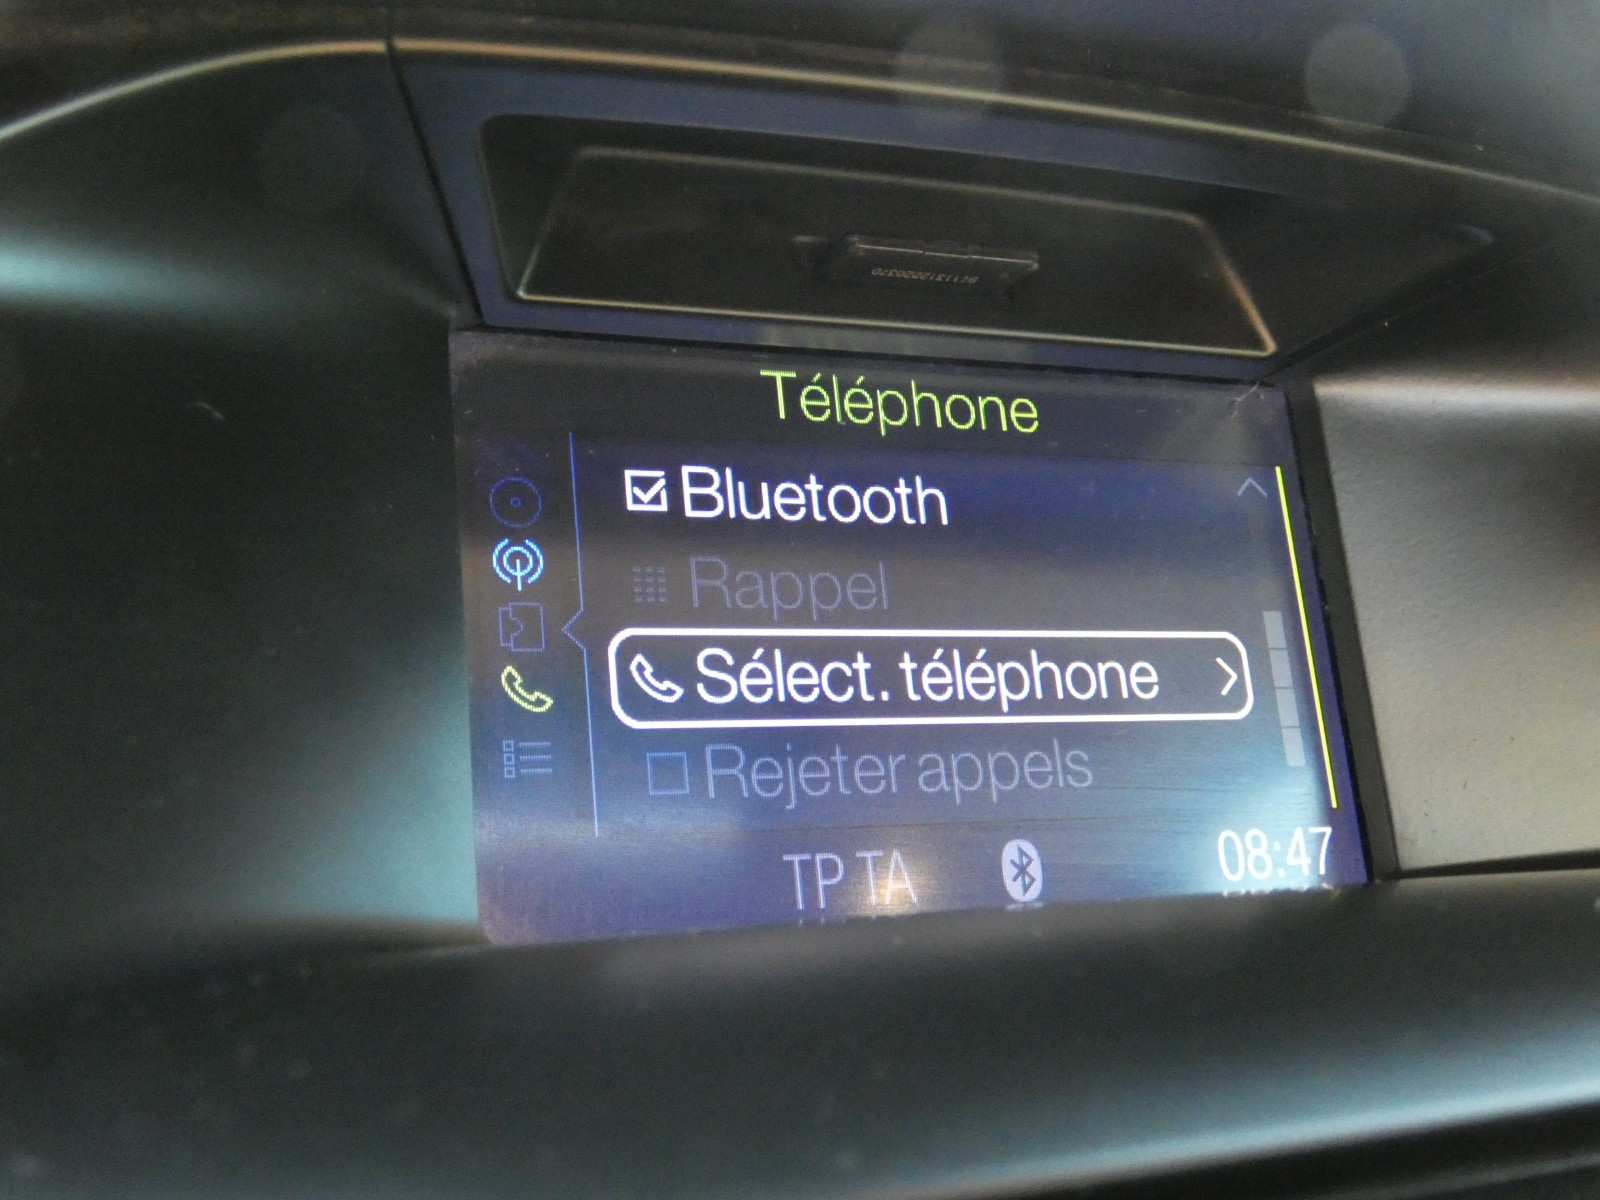 Téléphone
Bluetooth
Rappel
Sélect. téléphone
Rejeter appels
TP TA
08:47